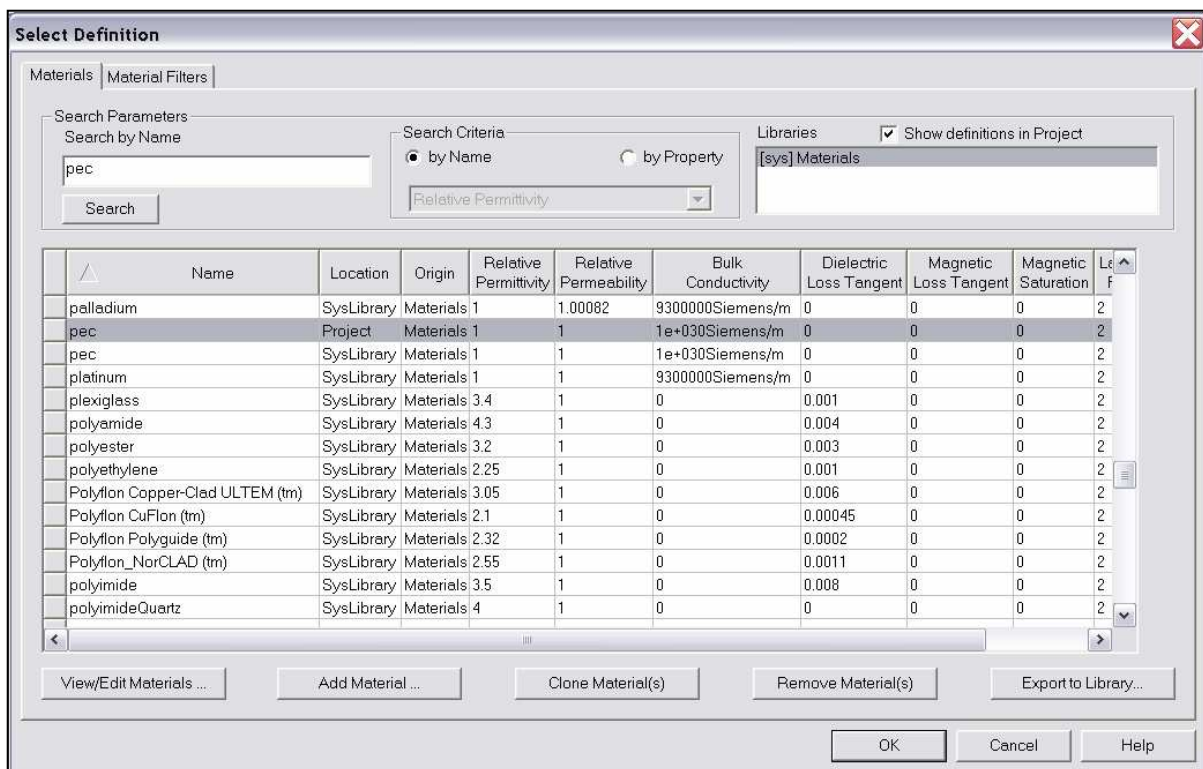 Select Definition
Materials Material Filters
Search Parameters
Search by Name
pec
Search
Search Criteria
by Name by Property
Relative Permittivity
Libraries Show definitions in Project
[sys] Materials
Name Location Origin Relative Permittivity Relative Permeability Bulk Conductivity Dielectric Loss Tangent Magnetic Loss Tangent Magnetic Saturation
palladium SysLibrary Materials 1 1.00082 9300000Siemens/m 0 0 0 2
pec Project Materials 1 1 1e+030Siemens/m 0 0 0 2
pec SysLibrary Materials 1 1 1e+030Siemens/m 0 0 0 2
platinum SysLibrary Materials 1 1 9300000Siemens/m 0 0 0 2
plexiglass SysLibrary Materials 3.4 1 0 0.001 0 0 2
polyamide SysLibrary Materials 4.3 1 0 0.004 0 0 2
polyester SysLibrary Materials 3.2 1 0 0.003 0 0 2
polyethylene SysLibrary Materials 2.25 1 0 0.001 0 0 2
Polyflon Copper-Clad ULTEM (tm) SysLibrary Materials 3.05 1 0 0.006 0 0 2
Polyflon CuFlon (tm) SysLibrary Materials 2.1 1 0 0.00045 0 0 2
Polyflon Polyguide (tm) SysLibrary Materials 2.32 1 0 0.0002 0 0 2
Polyflon_NorCLAD (tm) SysLibrary Materials 2.55 1 0 0.0011 0 0 2
polyimide SysLibrary Materials 3.5 1 0 0.008 0 0 2
polyimideQuartz SysLibrary Materials 4 1 0 0 0 0 2
View/Edit Materials ... Add Material ... Clone Material(s) Remove Material(s) Export to Library...
OK Cancel Help